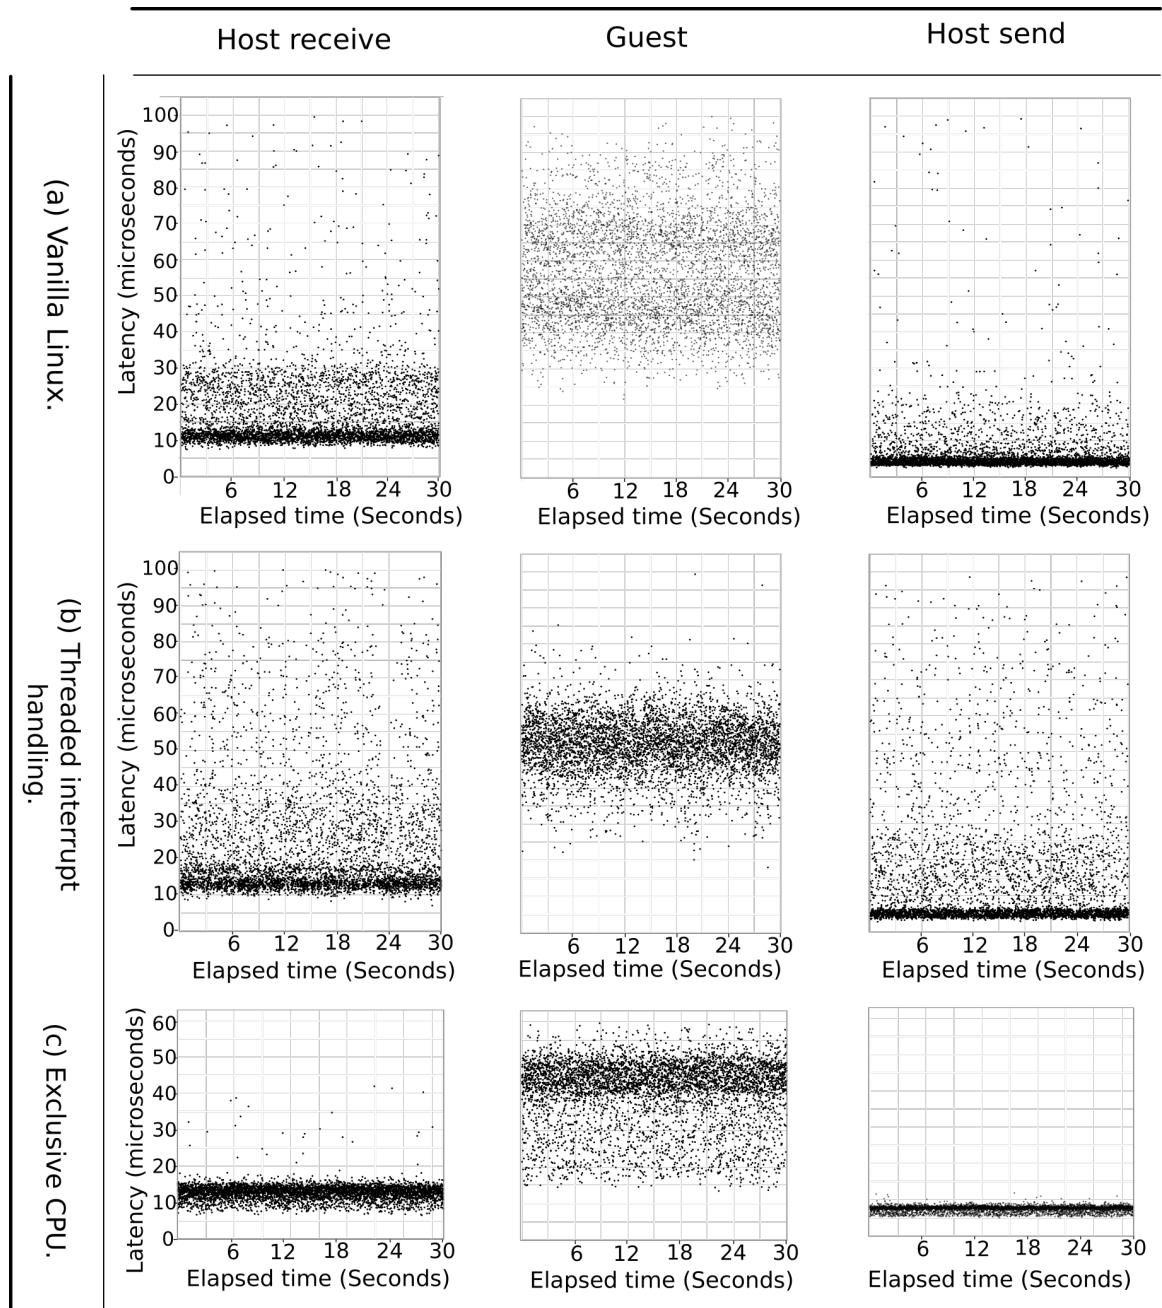 Host receive Guest Host send
(a) Vanilla Linux.
Latency (microseconds)
100
90
80
70
60
50
40
30
20
10
0
6 12 18 24 30 6 12 18 24 30 6 12 18 24 30
Elapsed time (Seconds) Elapsed time (Seconds) Elapsed time (Seconds)
(b) Threaded interrupt
handling.
Latency (microseconds)
100
90
80
70
60
50
40
30
20
10
0
6 12 18 24 30 6 12 18 24 30 6 12 18 24 30
Elapsed time (Seconds) Elapsed time (Seconds) Elapsed time (Seconds)
(c) Exclusive CPU.
Latency (microseconds)
60
50
40
30
20
10
0
6 12 18 24 30 6 12 18 24 30 6 12 18 24 30
Elapsed time (Seconds) Elapsed time (Seconds) Elapsed time (Seconds)